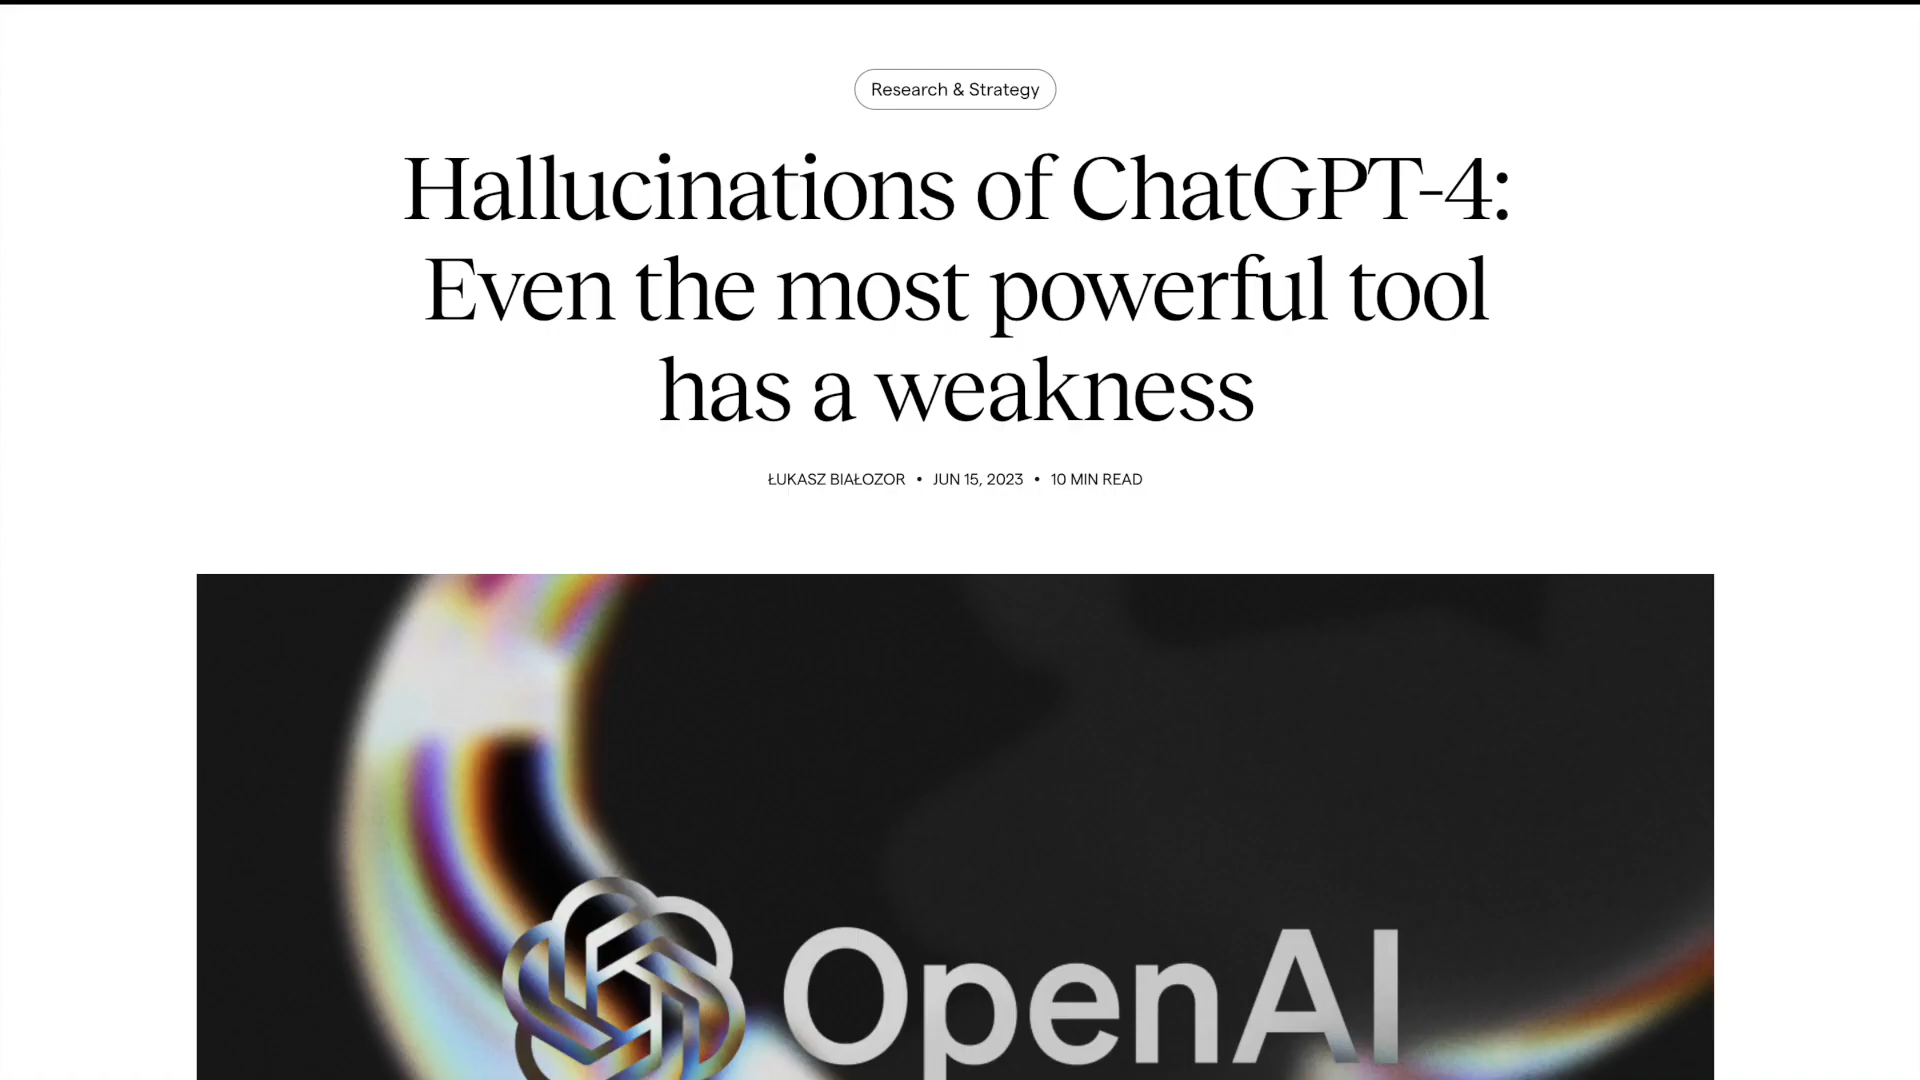 Research & Strategy
Hallucinations of ChatGPT-4:
Even the most powerful tool
has a weakness
ŁUKASZ BIAŁOZOR • JUN 15, 2023 • 10 MIN READ
OpenAI